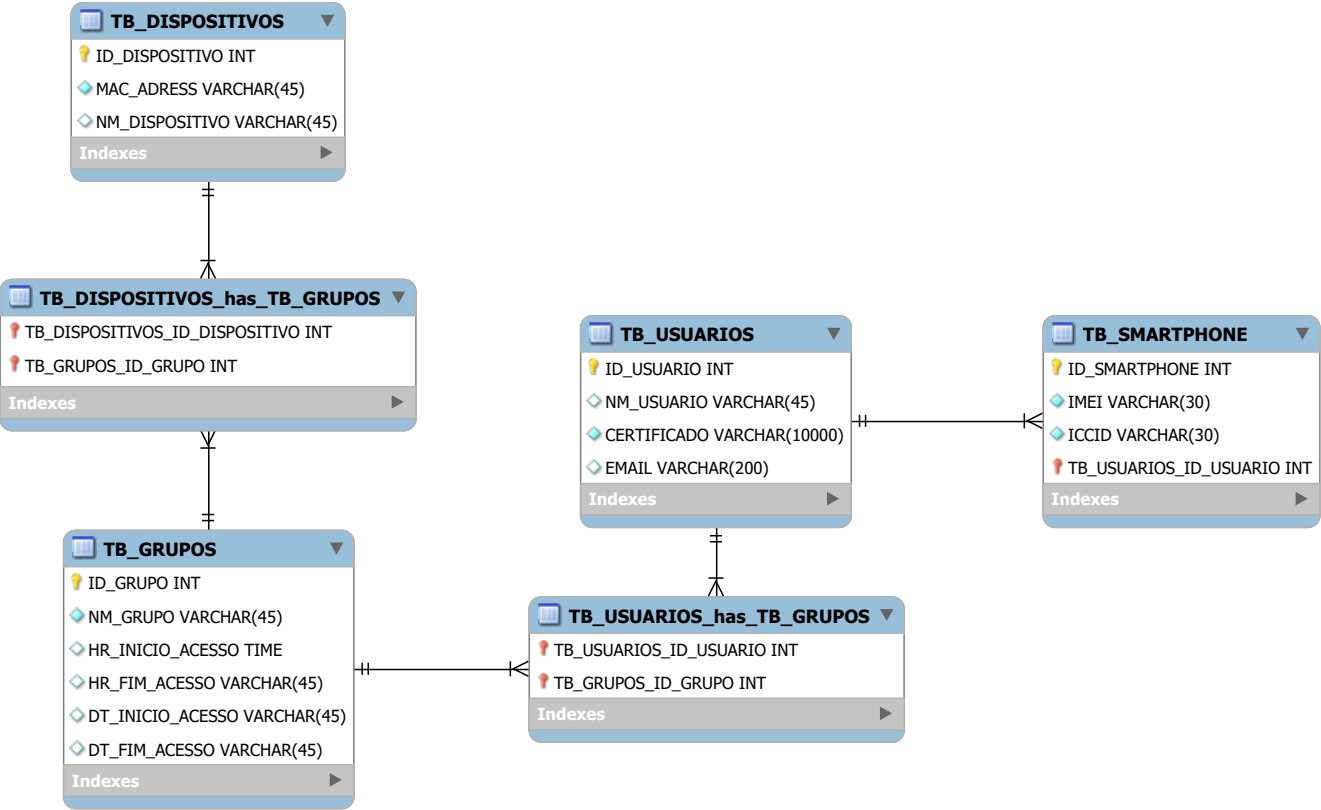 TB_DISPOSITIVOS
ID_DISPOSITIVO INT
MAC_ADRESS VARCHAR(45)
NM_DISPOSITIVO VARCHAR(45)
Indexes
TB_DISPOSITIVOS_has_TB_GRUPOS
TB_DISPOSITIVOS_ID_DISPOSITIVO INT
TB_GRUPOS_ID_GRUPO INT
Indexes
TB_GRUPOS
ID_GRUPO INT
NM_GRUPO VARCHAR(45)
HR_INICIO_ACESSO TIME
HR_FIM_ACESSO VARCHAR(45)
DT_INICIO_ACESSO VARCHAR(45)
DT_FIM_ACESSO VARCHAR(45)
Indexes
TB_USUARIOS
ID_USUARIO INT
NM_USUARIO VARCHAR(45)
CERTIFICADO VARCHAR(10000)
EMAIL VARCHAR(200)
Indexes
TB_USUARIOS_has_TB_GRUPOS
TB_USUARIOS_ID_USUARIO INT
TB_GRUPOS_ID_GRUPO INT
Indexes
TB_SMARTPHONE
ID_SMARTPHONE INT
IMEI VARCHAR(30)
ICCID VARCHAR(30)
TB_USUARIOS_ID_USUARIO INT
Indexes